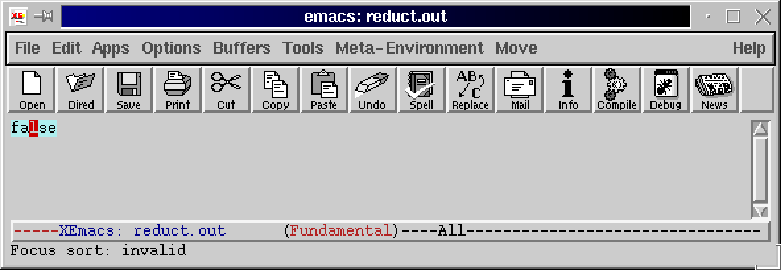 emacs: reduct.out
File Edit Apps Options Buffers Tools Meta-Environment Move Help
Open Dired Save Print Cut Copy Paste Undo Spell Replace Mail Info Compile Debug News
false
-----XEmacs: reduct.out (Fundamental)----All----------------------------------
Focus sort: invalid